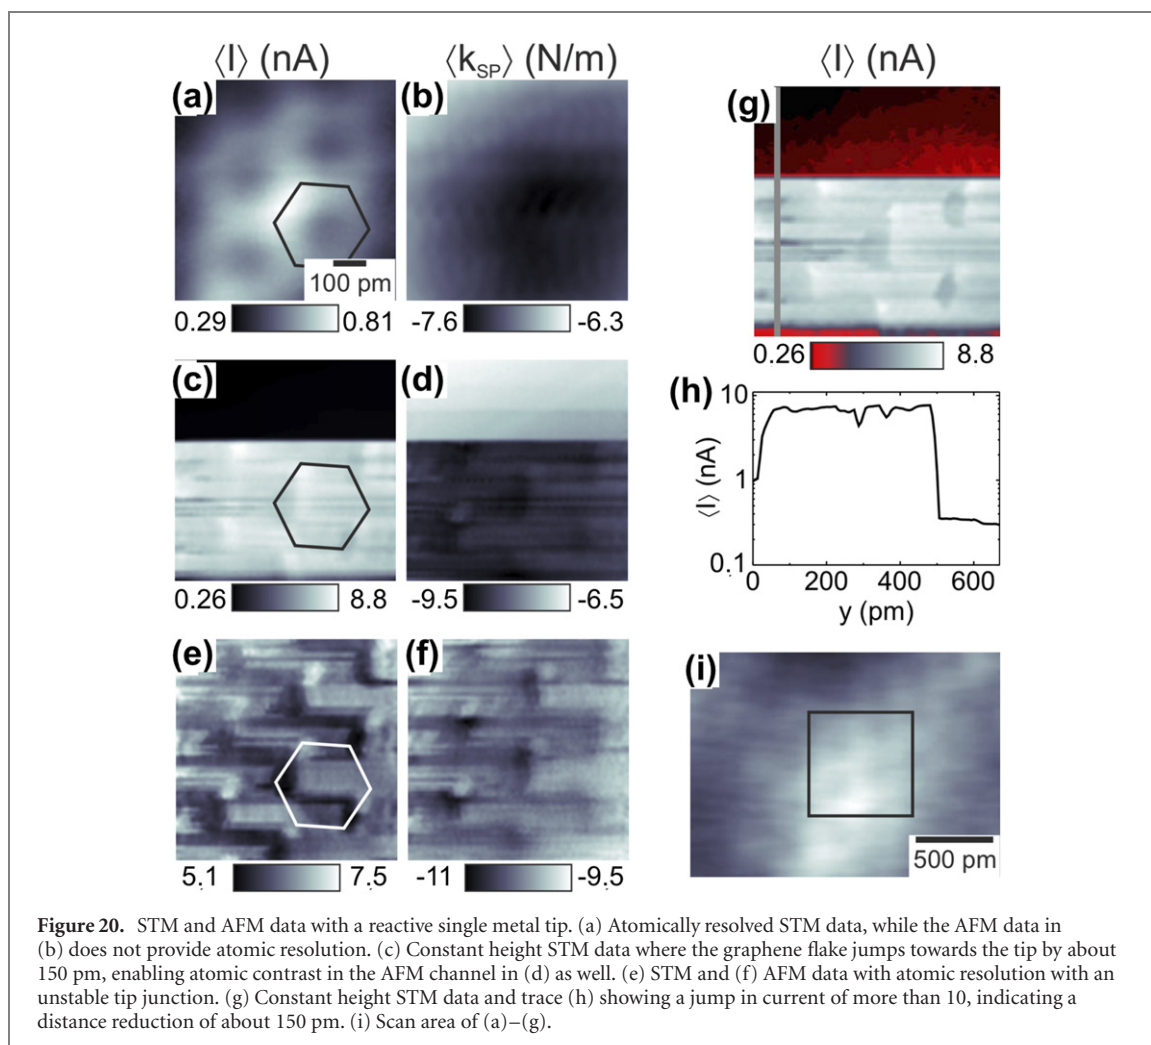 ⟨I⟩ (nA)
⟨k_SP⟩ (N/m)
⟨I⟩ (nA)
(a)
(b)
(g)
100 pm
0.29 0.81
-7.6 -6.3
0.26 8.8
(c)
(d)
(h)
10
1
0.1
⟨I⟩ (nA)
0 200 400 600
y (pm)
0.26 8.8
-9.5 -6.5
(e)
(f)
(i)
500 pm
5.1 7.5
-11 -9.5
Figure 20. STM and AFM data with a reactive single metal tip. (a) Atomically resolved STM data, while the AFM data in
(b) does not provide atomic resolution. (c) Constant height STM data where the graphene flake jumps towards the tip by about
150 pm, enabling atomic contrast in the AFM channel in (d) as well. (e) STM and (f) AFM data with atomic resolution with an
unstable tip junction. (g) Constant height STM data and trace (h) showing a jump in current of more than 10, indicating a
distance reduction of about 150 pm. (i) Scan area of (a)–(g).